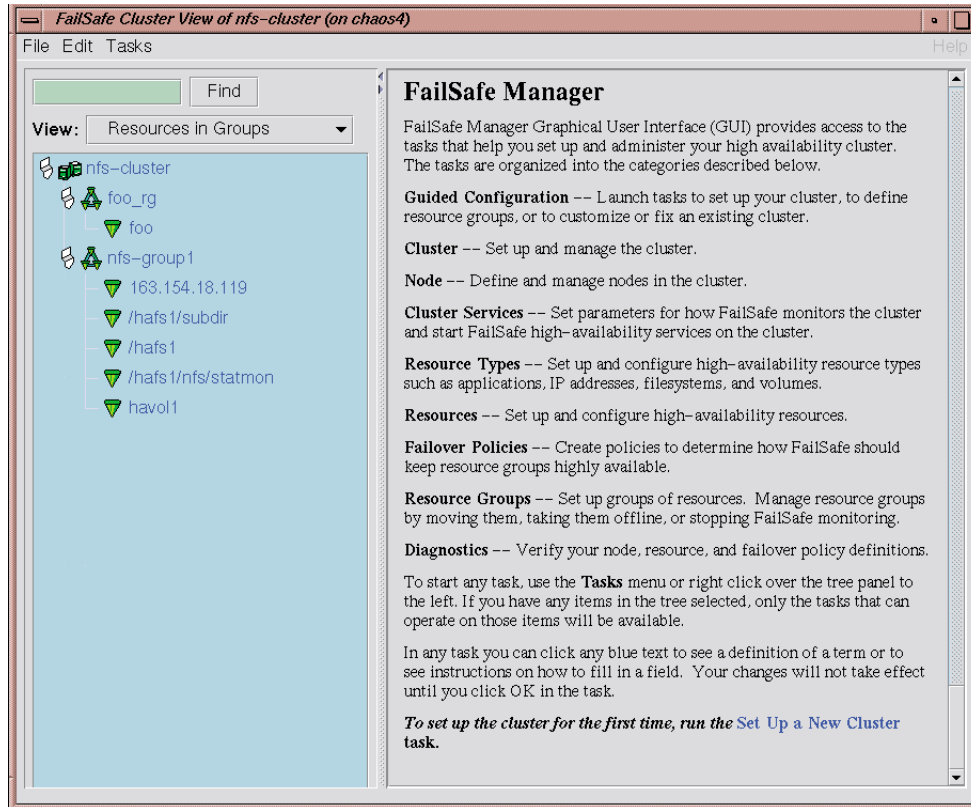 FailSafe Cluster View of nfs-cluster (on chaos4)
File Edit Tasks Help
Find
View: Resources in Groups
nfs-cluster
foo_rg
foo
nfs-group1
163.154.18.119
/hafs1/subdir
/hafs1
/hafs1/nfs/statmon
havol1
FailSafe Manager
FailSafe Manager Graphical User Interface (GUI) provides access to the
tasks that help you set up and administer your high availability cluster.
The tasks are organized into the categories described below.
Guided Configuration -- Launch tasks to set up your cluster, to define
resource groups, or to customize or fix an existing cluster.
Cluster -- Set up and manage the cluster.
Node -- Define and manage nodes in the cluster.
Cluster Services -- Set parameters for how FailSafe monitors the cluster
and start FailSafe high-availability services on the cluster.
Resource Types -- Set up and configure high-availability resource types
such as applications, IP addresses, filesystems, and volumes.
Resources -- Set up and configure high-availability resources.
Failover Policies -- Create policies to determine how FailSafe should
keep resource groups highly available.
Resource Groups -- Set up groups of resources. Manage resource groups
by moving them, taking them offline, or stopping FailSafe monitoring.
Diagnostics -- Verify your node, resource, and failover policy definitions.
To start any task, use the Tasks menu or right click over the tree panel to
the left. If you have any items in the tree selected, only the tasks that can
operate on those items will be available.
In any task you can click any blue text to see a definition of a term or to
see instructions on how to fill in a field. Your changes will not take effect
until you click OK in the task.
To set up the cluster for the first time, run the Set Up a New Cluster
task.